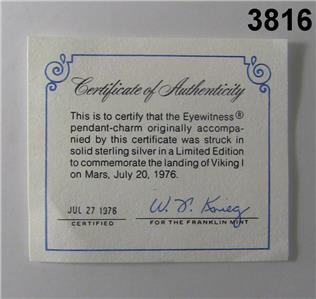 3816
Certificate of Authenticity
This is to certify that the Eyewitness®
pendant-charm originally accompa-
nied by this certificate was struck in
solid sterling silver in a Limited Edition
to commemorate the landing of Viking I
on Mars, July 20, 1976.
JUL 27 1976 W. V. Krieg
CERTIFIED FOR THE FRANKLIN MINT